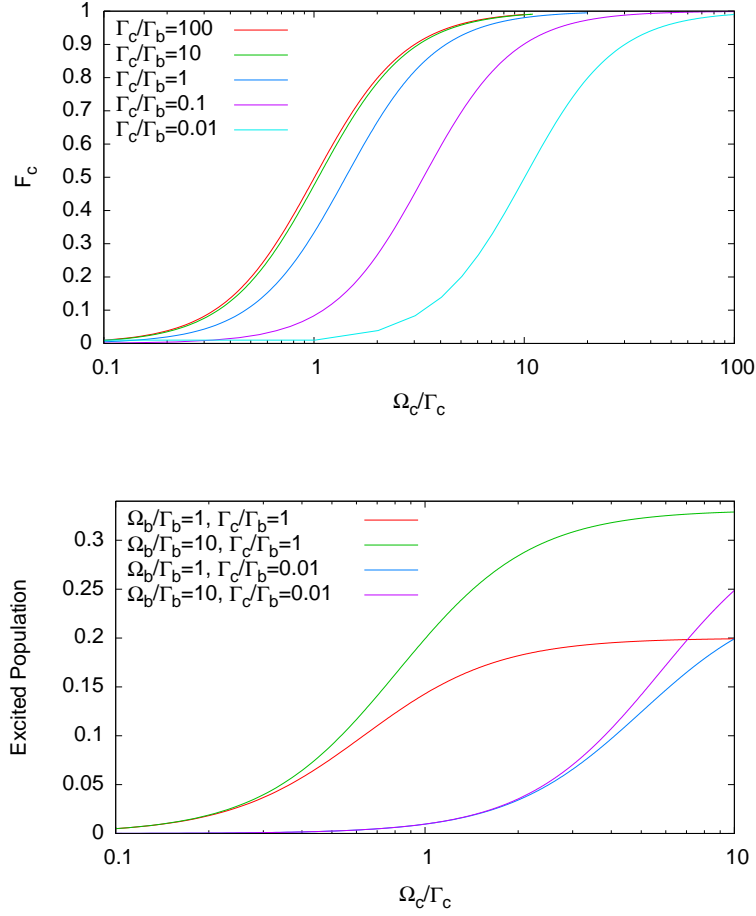 1
0.9
0.8
0.7
0.6
0.5
0.4
0.3
0.2
0.1
0
F_c
Γ_c/Γ_b=100
Γ_c/Γ_b=10
Γ_c/Γ_b=1
Γ_c/Γ_b=0.1
Γ_c/Γ_b=0.01
0.1 1 10 100
Ω_c/Γ_c
0.3
0.25
0.2
0.15
0.1
0.05
0
Excited Population
Ω_b/Γ_b=1, Γ_c/Γ_b=1
Ω_b/Γ_b=10, Γ_c/Γ_b=1
Ω_b/Γ_b=1, Γ_c/Γ_b=0.01
Ω_b/Γ_b=10, Γ_c/Γ_b=0.01
0.1 1 10
Ω_c/Γ_c